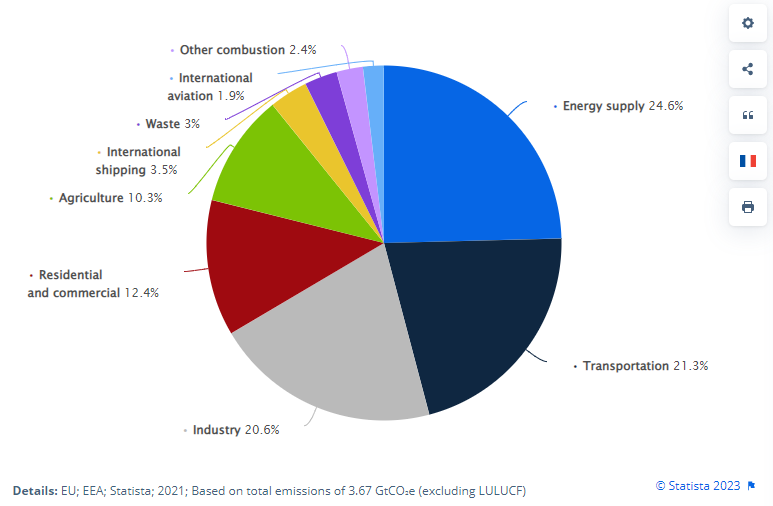 Other combustion 2.4%
International
aviation 1.9%
Waste 3%
International
shipping 3.5%
Agriculture 10.3%
Residential
and commercial 12.4%
Industry 20.6%
Energy supply 24.6%
Transportation 21.3%
Details: EU; EEA; Statista; 2021; Based on total emissions of 3.67 GtCO₂e (excluding LULUCF)
© Statista 2023